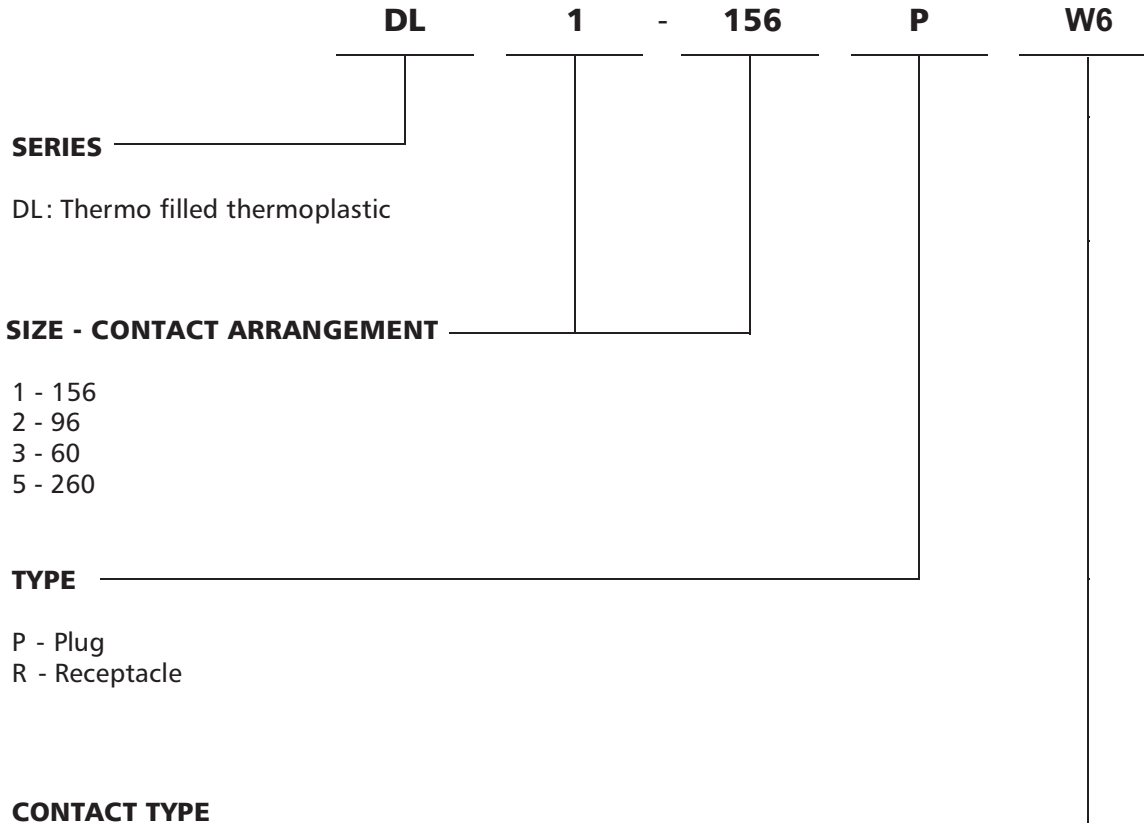 DL 1 - 156 P W6
SERIES
DL: Thermo filled thermoplastic
SIZE - CONTACT ARRANGEMENT
1 - 156
2 - 96
3 - 60
5 - 260
TYPE
P - Plug
R - Receptacle
CONTACT TYPE